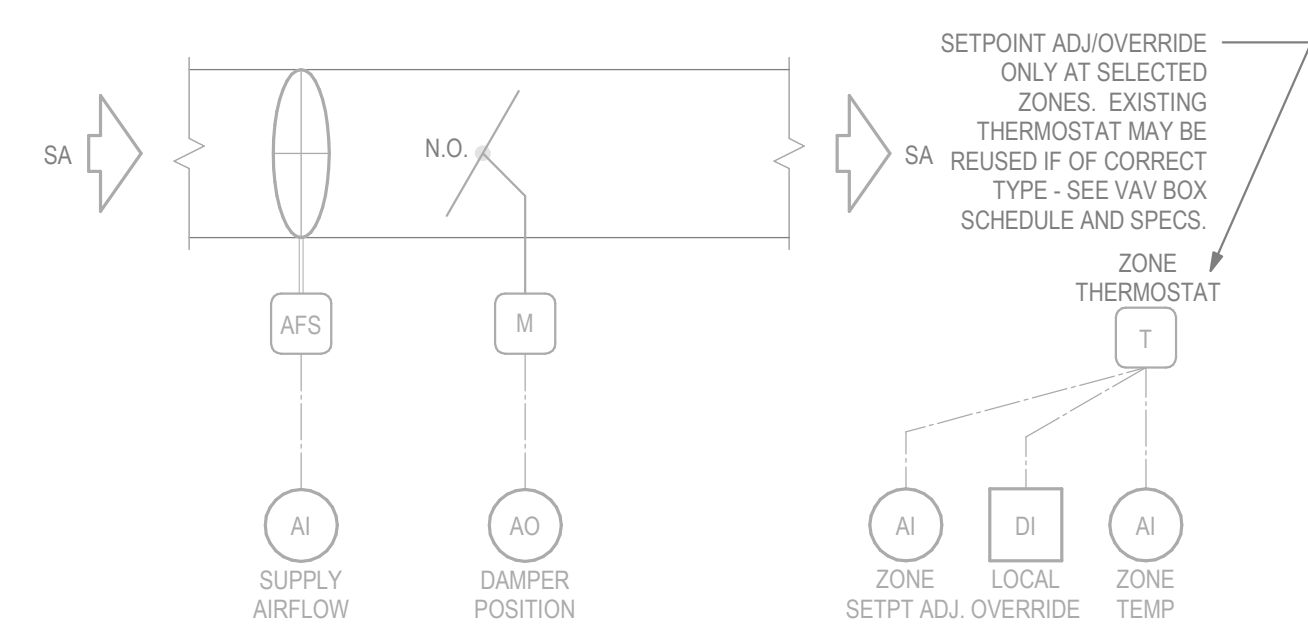 SETPOINT ADJ/OVERRIDE
ONLY AT SELECTED
ZONES. EXISTING
THERMOSTAT MAY BE
REUSED IF OF CORRECT
TYPE - SEE VAV BOX
SCHEDULE AND SPECS.
SA
N.O.
SA
ZONE
THERMOSTAT
AFS
M
T
AI
AO
AI
DI
AI
SUPPLY
AIRFLOW
DAMPER
POSITION
ZONE
SETPT ADJ.
LOCAL
OVERRIDE
ZONE
TEMP